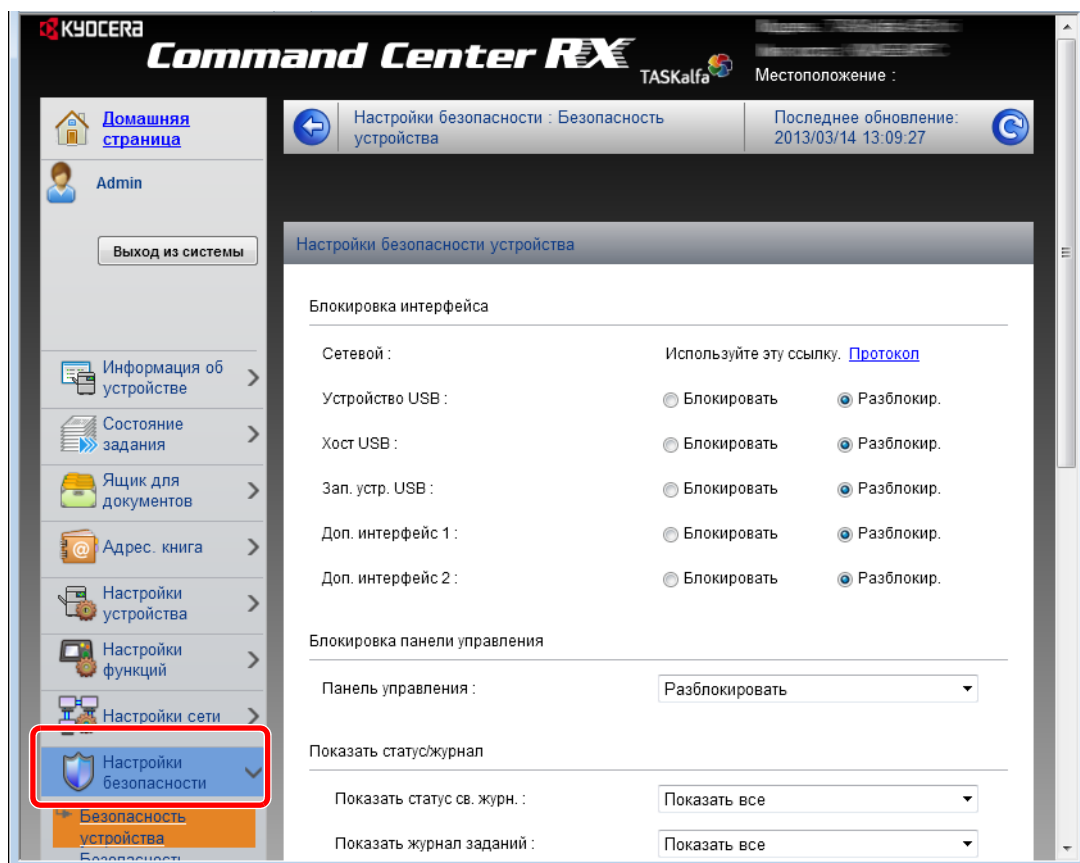 KYOCERA
Command Center RX
TASKalfa
Местоположение :
Домашняя
страница
Настройки безопасности : Безопасность
устройства
Последнее обновление:
2013/03/14 13:09:27
Admin
Выход из системы
Настройки безопасности устройства
Блокировка интерфейса
Сетевой :
Используйте эту ссылку. Протокол
Устройство USB :
Блокировать
Разблокир.
Хост USB :
Блокировать
Разблокир.
Зап. устр. USB :
Блокировать
Разблокир.
Доп. интерфейс 1 :
Блокировать
Разблокир.
Доп. интерфейс 2 :
Блокировать
Разблокир.
Блокировка панели управления
Панель управления :
Разблокировать
Показать статус/журнал
Показать статус св. журн. :
Показать все
Показать журнал заданий :
Показать все
Информация об
устройстве
Состояние
задания
Ящик для
документов
Адрес. книга
Настройки
устройства
Настройки
функций
Настройки сети
Настройки
безопасности
Безопасность
устройства
Безопасность